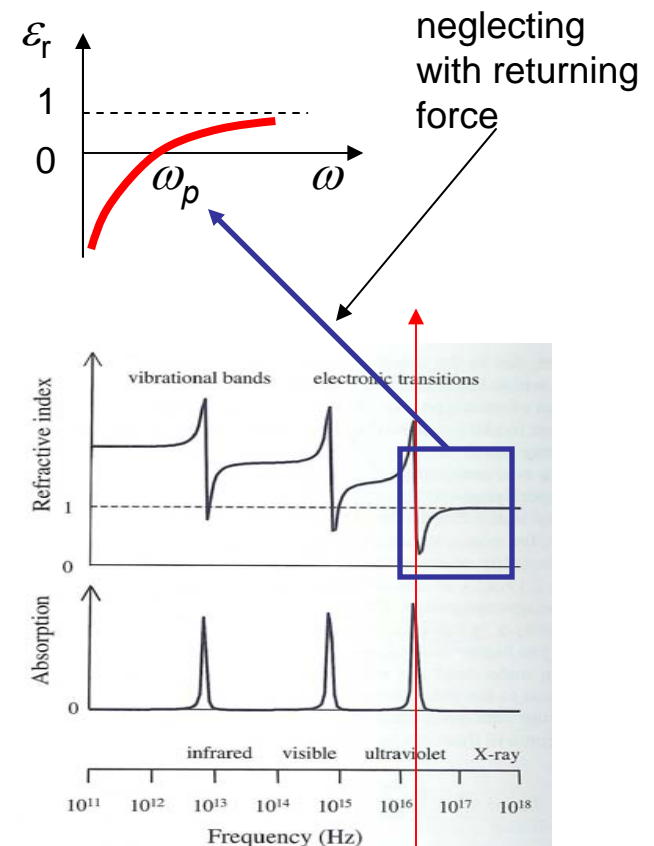 εr
1
0
ωp
ω
neglecting
with returning
force
vibrational bands electronic transitions
Refractive index
1
0
Absorption
0
infrared visible ultraviolet X-ray
10¹¹ 10¹² 10¹³ 10¹⁴ 10¹⁵ 10¹⁶ 10¹⁷ 10¹⁸
Frequency (Hz)